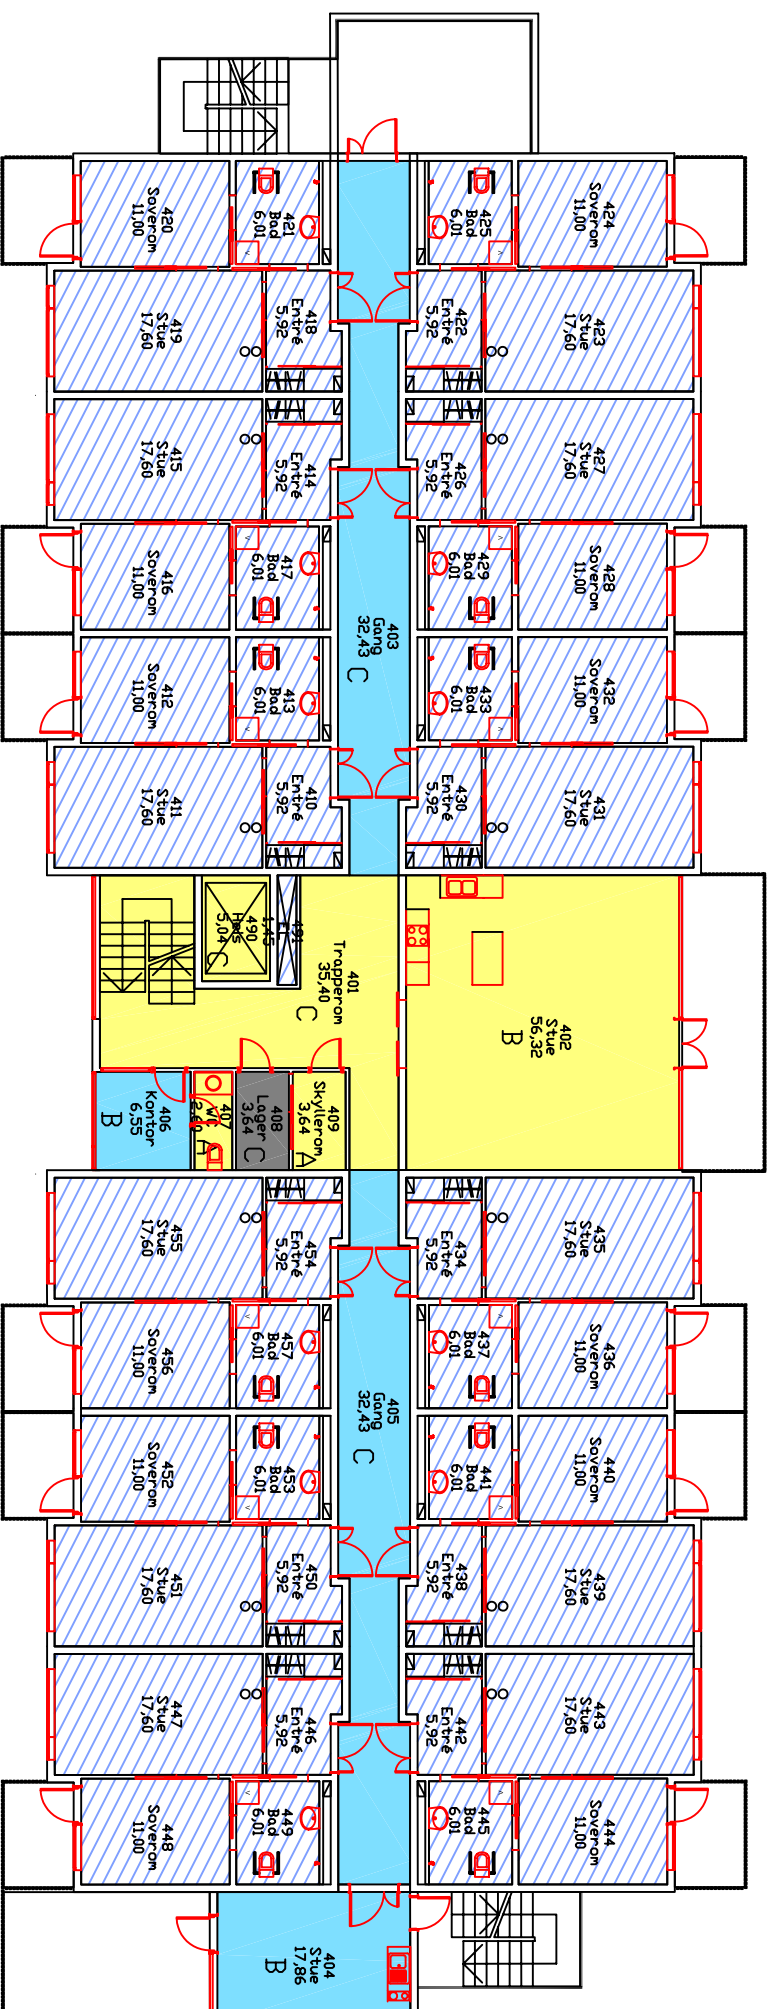 420
Soverom
11,00
421
Bad
6,01
425
Bad
6,01
424
Soverom
11,00
419
Stue
17,60
418
Entré
5,92
422
Entré
5,92
423
Stue
17,60
415
Stue
17,60
414
Entré
5,92
426
Entré
5,92
427
Stue
17,60
416
Soverom
11,00
417
Bad
6,01
429
Bad
6,01
428
Soverom
11,00
403
Gang
32,43
C
412
Soverom
11,00
413
Bad
6,01
433
Bad
6,01
432
Soverom
11,00
411
Stue
17,60
410
Entré
5,92
430
Entré
5,92
431
Stue
17,60
490
Heis
5,04
C
491
EL
1,45
401
Trapperom
35,40
C
402
Stue
56,32
B
406
Kontor
6,55
B
407
WC
2,60
A
408
Lager
3,64
C
409
Skyllerom
3,64
A
455
Stue
17,60
454
Entré
5,92
434
Entré
5,92
435
Stue
17,60
456
Soverom
11,00
457
Bad
6,01
437
Bad
6,01
436
Soverom
11,00
405
Gang
32,43
C
452
Soverom
11,00
453
Bad
6,01
441
Bad
6,01
440
Soverom
11,00
451
Stue
17,60
450
Entré
5,92
438
Entré
5,92
439
Stue
17,60
447
Stue
17,60
446
Entré
5,92
442
Entré
5,92
443
Stue
17,60
448
Soverom
11,00
449
Bad
6,01
445
Bad
6,01
444
Soverom
11,00
404
Stue
17,86
B